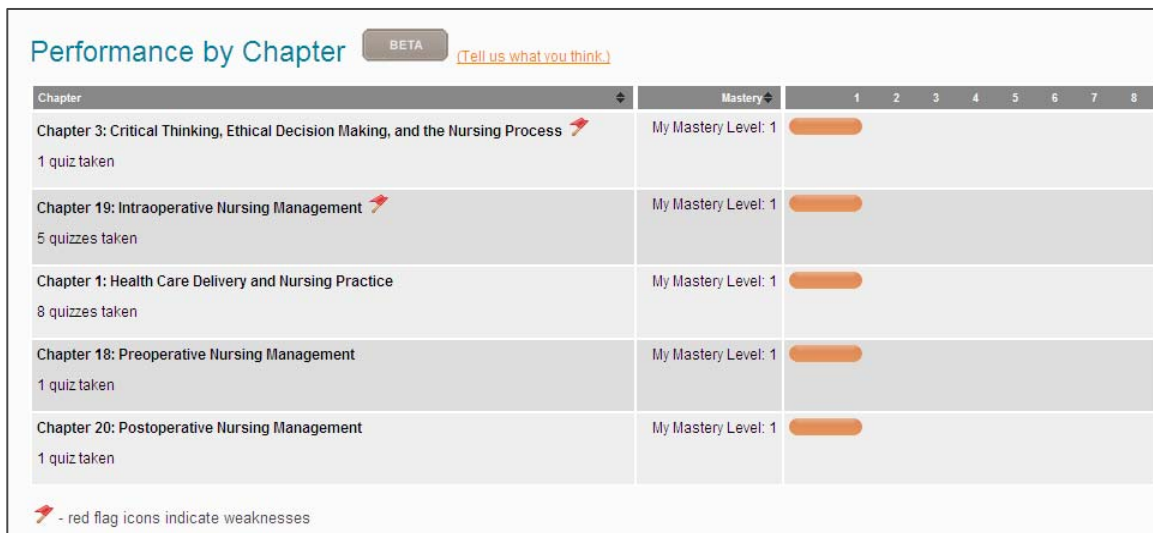 Performance by Chapter BETA (Tell us what you think.)
Chapter Mastery 1 2 3 4 5 6 7 8
Chapter 3: Critical Thinking, Ethical Decision Making, and the Nursing Process My Mastery Level: 1
1 quiz taken
Chapter 19: Intraoperative Nursing Management My Mastery Level: 1
5 quizzes taken
Chapter 1: Health Care Delivery and Nursing Practice My Mastery Level: 1
8 quizzes taken
Chapter 18: Preoperative Nursing Management My Mastery Level: 1
1 quiz taken
Chapter 20: Postoperative Nursing Management My Mastery Level: 1
1 quiz taken
- red flag icons indicate weaknesses